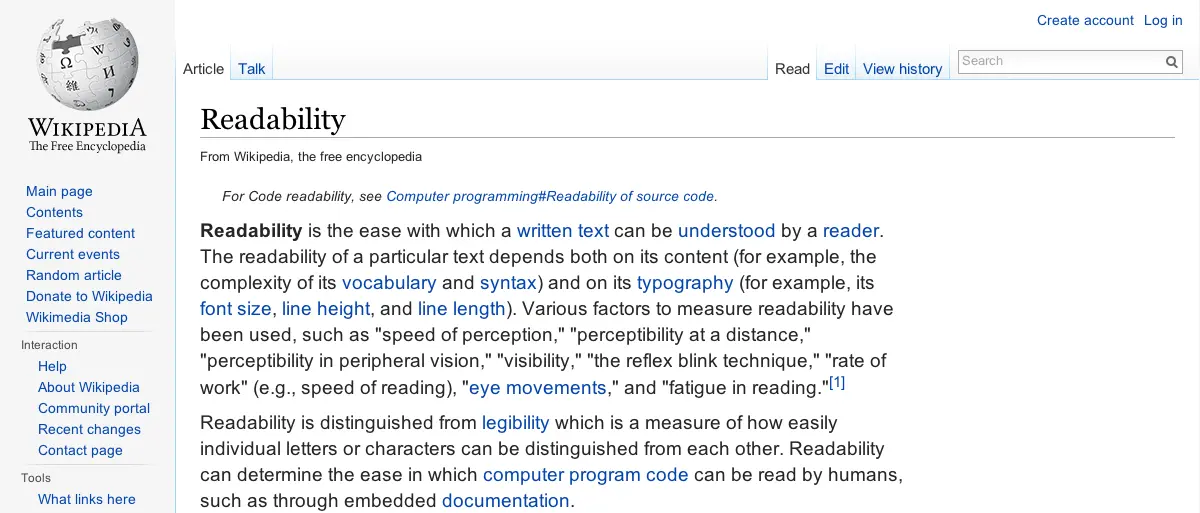 Create account Log in
Article Talk Read Edit View history Search
WIKIPEDIA
The Free Encyclopedia
Main page
Contents
Featured content
Current events
Random article
Donate to Wikipedia
Wikimedia Shop
Interaction
Help
About Wikipedia
Community portal
Recent changes
Contact page
Tools
What links here
Readability
From Wikipedia, the free encyclopedia
For Code readability, see Computer programming#Readability of source code.
Readability is the ease with which a written text can be understood by a reader.
The readability of a particular text depends both on its content (for example, the
complexity of its vocabulary and syntax) and on its typography (for example, its
font size, line height, and line length). Various factors to measure readability have
been used, such as "speed of perception," "perceptibility at a distance,"
"perceptibility in peripheral vision," "visibility," "the reflex blink technique," "rate of
work" (e.g., speed of reading), "eye movements," and "fatigue in reading."[1]
Readability is distinguished from legibility which is a measure of how easily
individual letters or characters can be distinguished from each other. Readability
can determine the ease in which computer program code can be read by humans,
such as through embedded documentation.